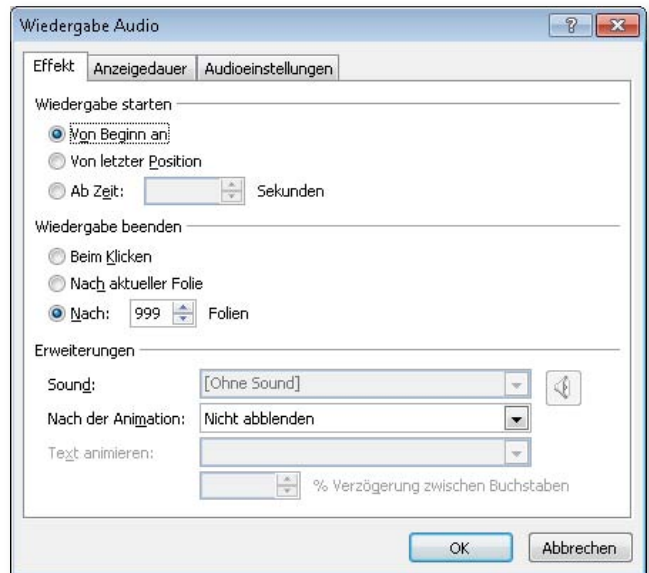 Wiedergabe Audio
Effekt Anzeigedauer Audioeinstellungen
Wiedergabe starten
Von Beginn an
Von letzter Position
Ab Zeit: Sekunden
Wiedergabe beenden
Beim Klicken
Nach aktueller Folie
Nach: 999 Folien
Erweiterungen
Sound: [Ohne Sound]
Nach der Animation: Nicht abblenden
Text animieren:
% Verzögerung zwischen Buchstaben
OK Abbrechen